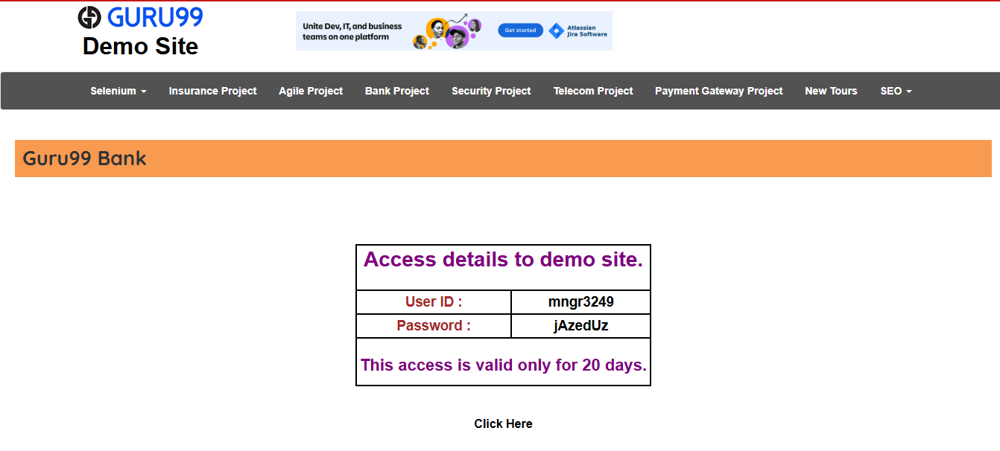 GURU99
Demo Site
Unite Dev, IT, and business
teams on one platform
Get started
Atlassian
Jira Software
Selenium Insurance Project Agile Project Bank Project Security Project Telecom Project Payment Gateway Project New Tours SEO
Guru99 Bank
Access details to demo site.
User ID : mngr3249
Password : jAzedUz
This access is valid only for 20 days.
Click Here